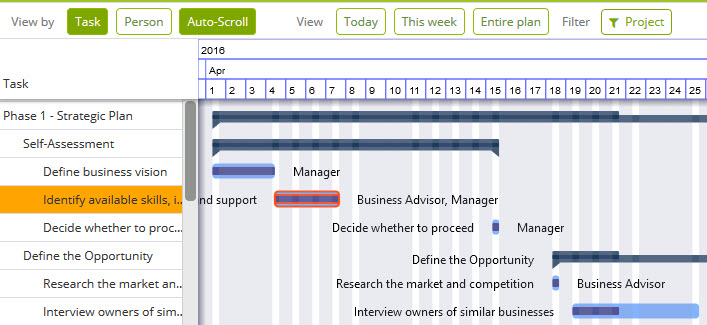 View by Task Person Auto-Scroll View Today This week Entire plan Filter Project
2016
Apr
Task
1 2 3 4 5 6 7 8 9 10 11 12 13 14 15 16 17 18 19 20 21 22 23 24 25
Phase 1 - Strategic Plan
Self-Assessment
Define business vision Manager
Identify available skills, i... nd support Business Advisor, Manager
Decide whether to proc... Decide whether to proceed Manager
Define the Opportunity Define the Opportunity
Research the market an... Research the market and competition Business Advisor
Interview owners of sim... Interview owners of similar businesses